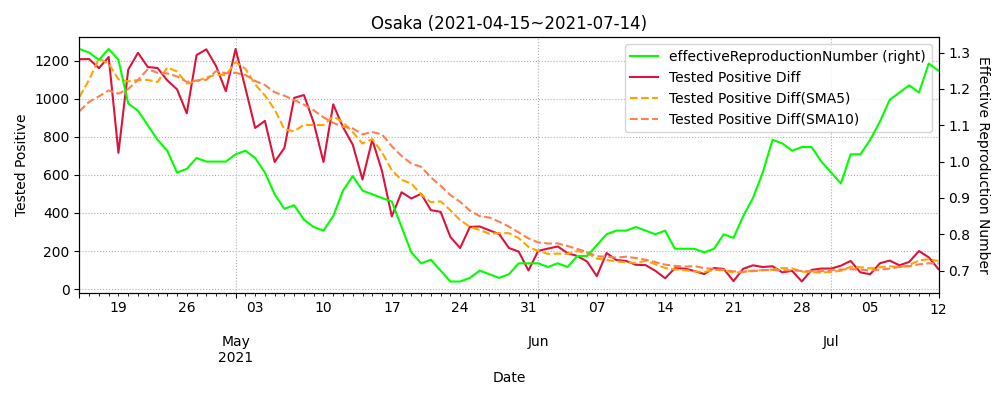 Osaka (2021-04-15~2021-07-14)
effectiveReproductionNumber (right)
Tested Positive Diff
Tested Positive Diff(SMA5)
Tested Positive Diff(SMA10)
Tested Positive
1200
1000
800
600
400
200
0
1.3
1.2
1.1
1.0
0.9
0.8
0.7
Effective Reproduction Number
19 26 03 10 17 24 31 07 14 21 28 05 12
May Jun Jul
2021
Date